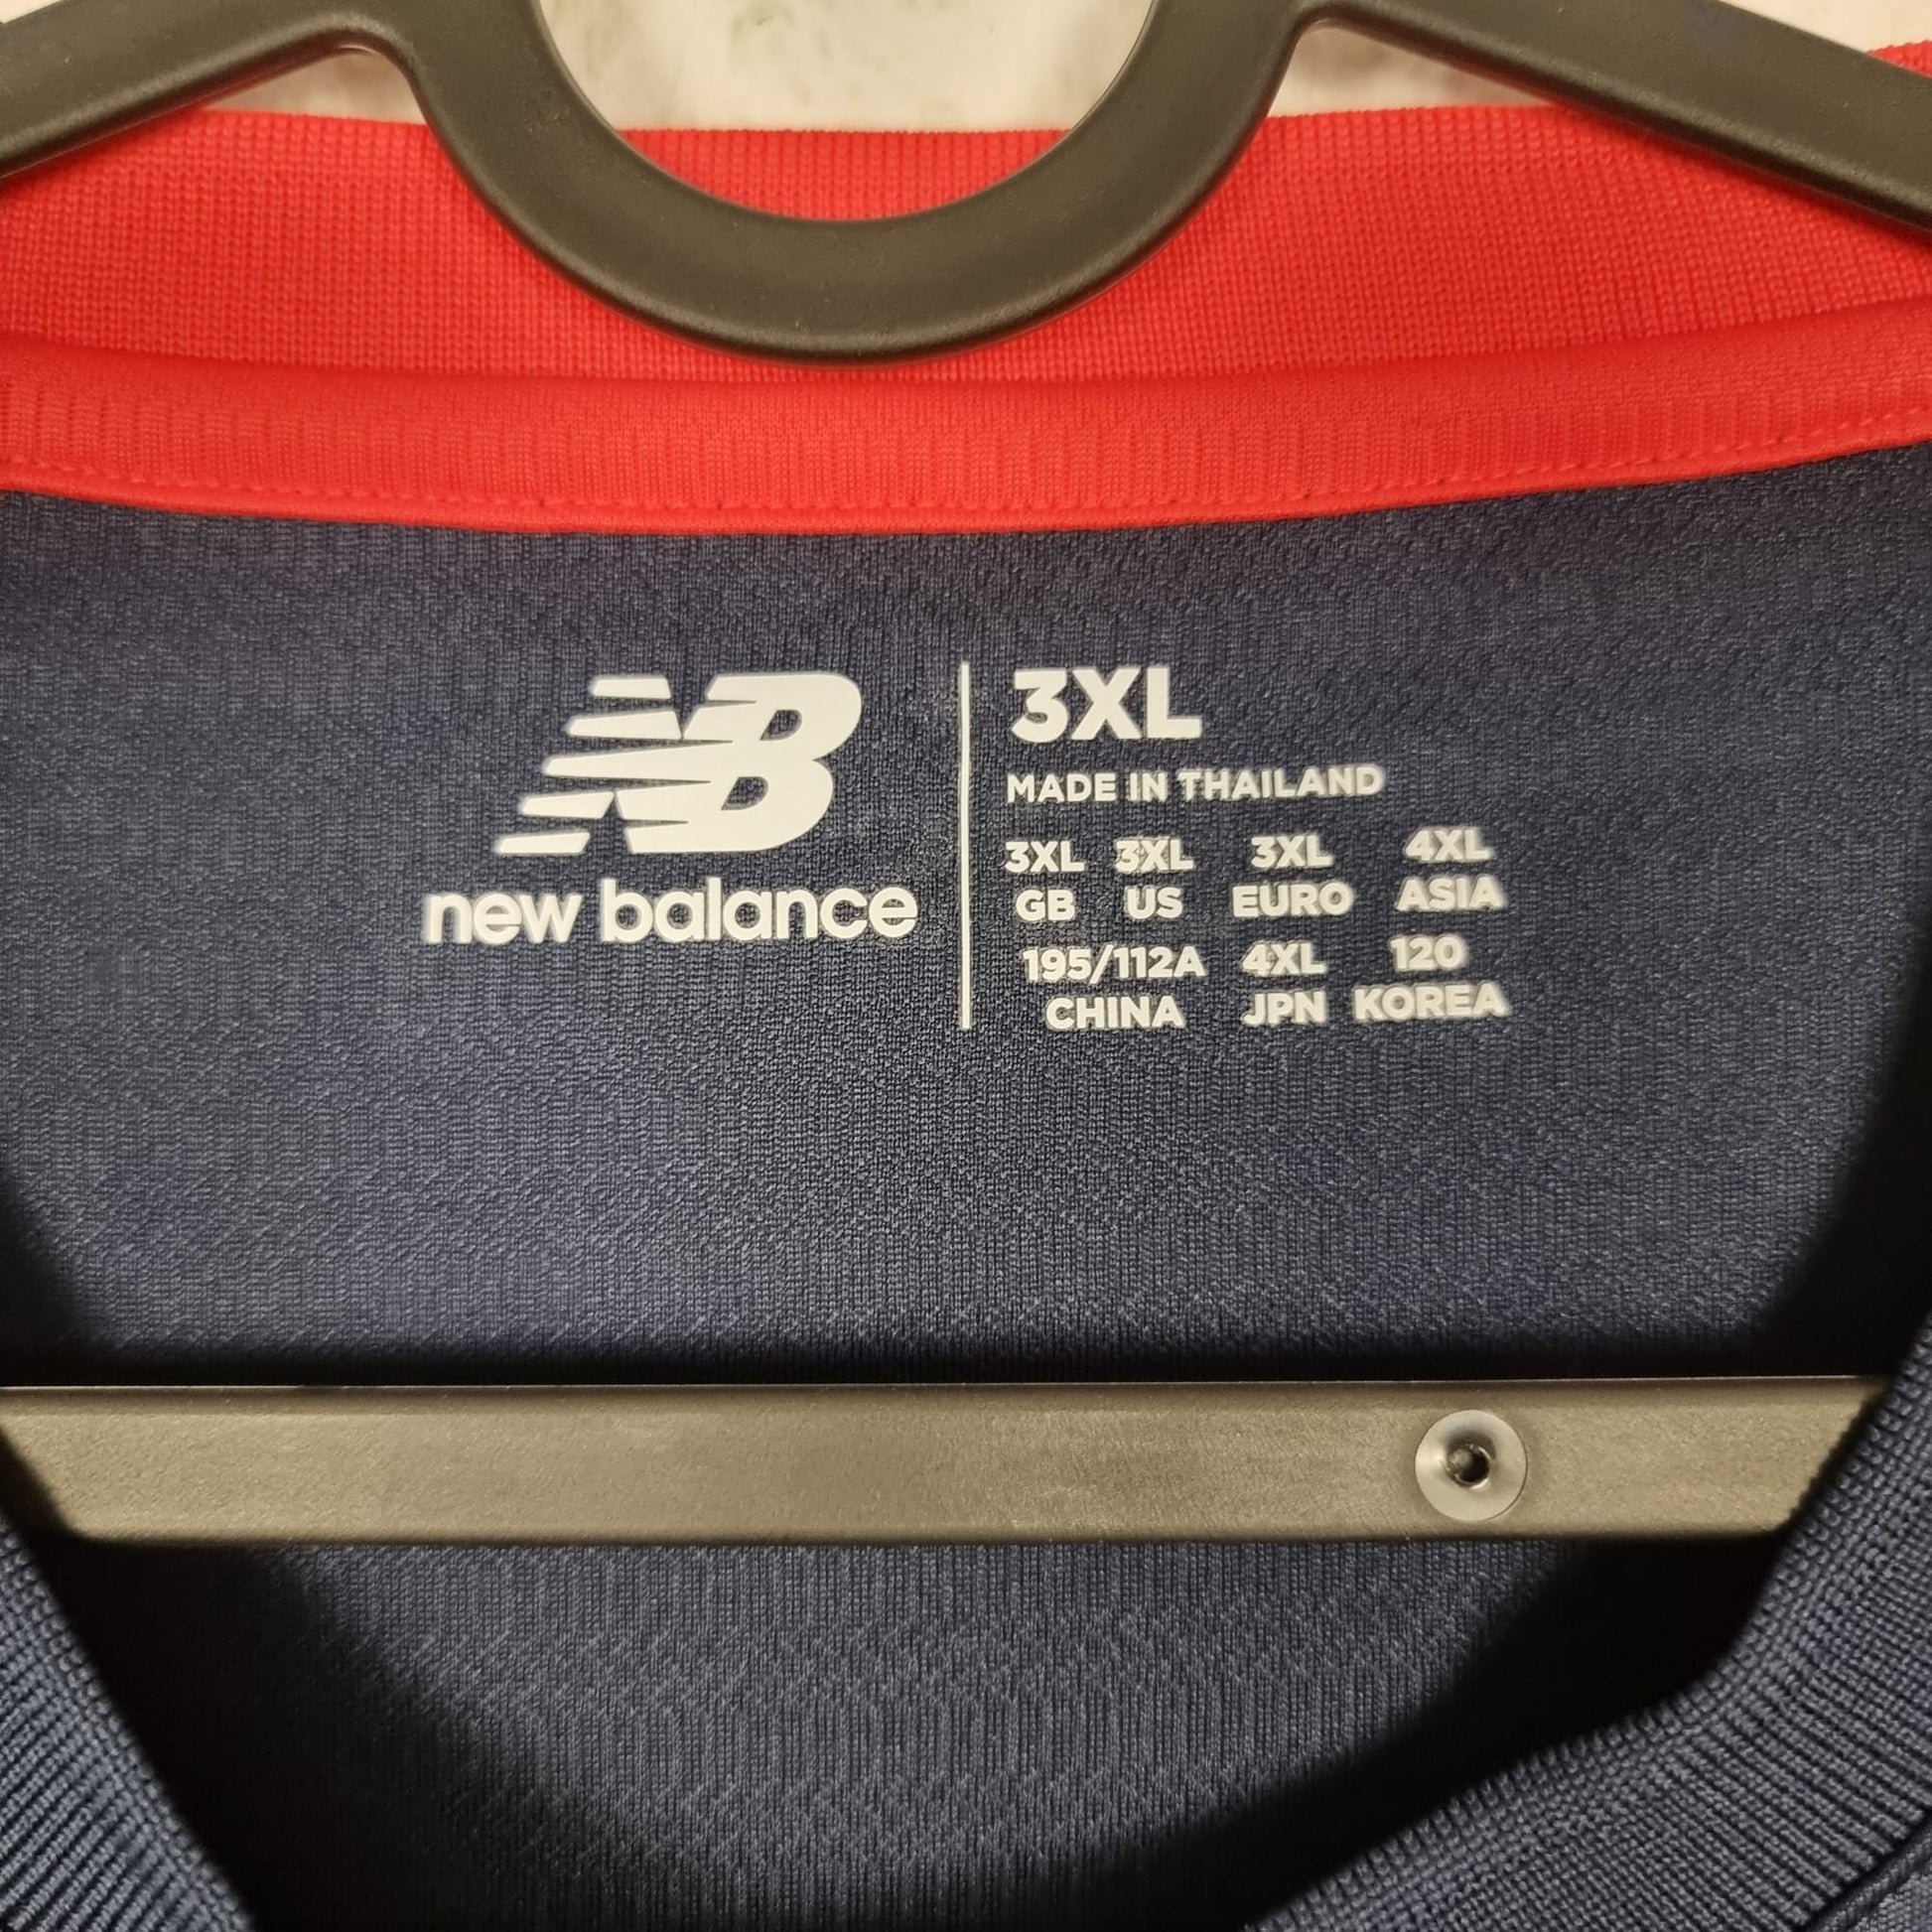 NB
new balance
3XL
MADE IN THAILAND
3XL 3XL 3XL 4XL
GB US EURO ASIA
195/112A 4XL 120
CHINA JPN KOREA